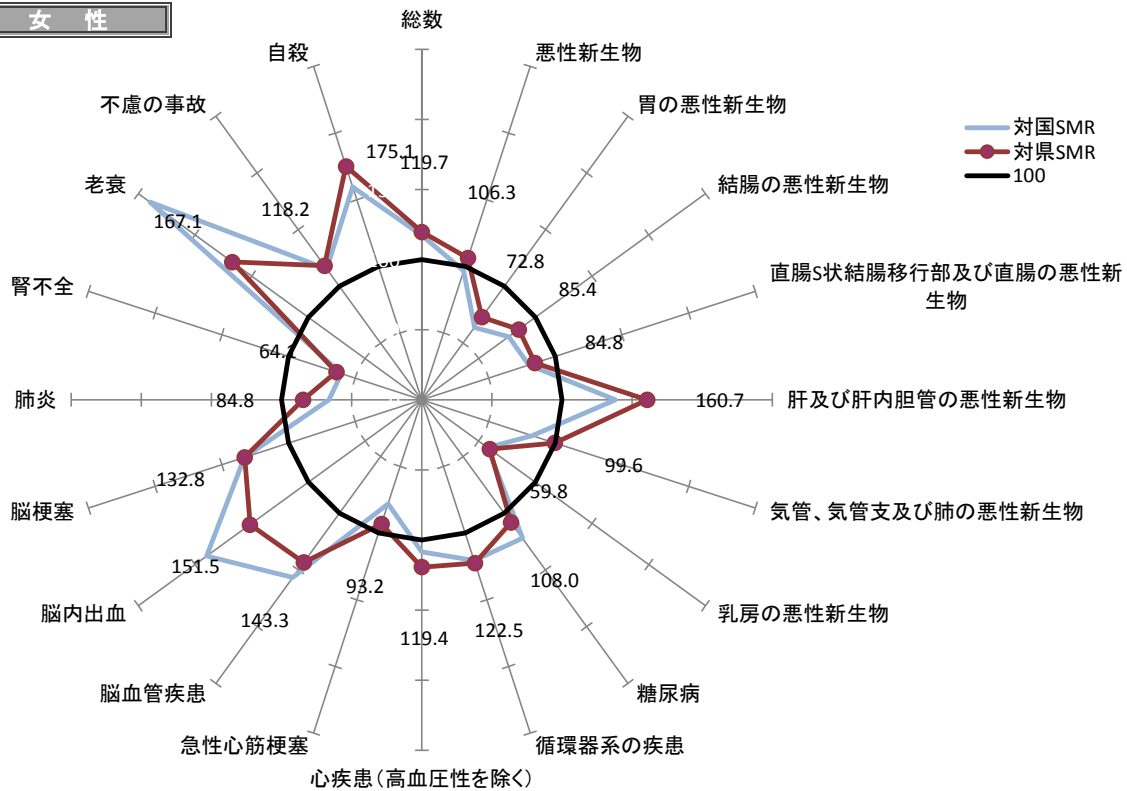 女 性
総数
自殺
悪性新生物
不慮の事故
胃の悪性新生物
対国SMR
対県SMR
100
175.1
119.7
老衰
106.3
結腸の悪性新生物
167.1
118.2
72.8
腎不全
直腸S状結腸移行部及び直腸の悪性新
生物
85.4
84.8
肺炎
84.8
160.7
肝及び肝内胆管の悪性新生物
132.8
99.6
脳梗塞
59.8
気管、気管支及び肺の悪性新生物
151.5
108.0
脳内出血
93.2
乳房の悪性新生物
143.3
122.5
119.4
脳血管疾患
糖尿病
急性心筋梗塞
循環器系の疾患
心疾患(高血圧性を除く)